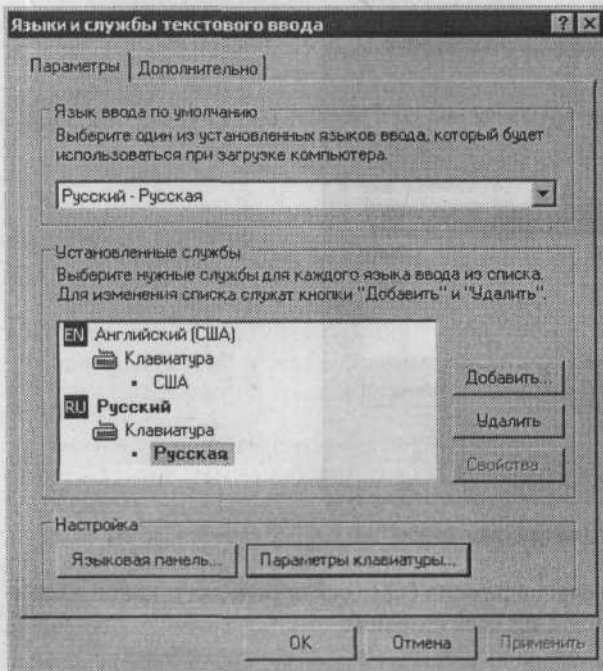 Языки и службы текстового ввода
Параметры Дополнительно
Язык ввода по умолчанию
Выберите один из установленных языков ввода, который будет
использоваться при загрузке компьютера.
Русский - Русская
Установленные службы
Выберите нужные службы для каждого языка ввода из списка.
Для изменения списка служат кнопки "Добавить" и "Удалить".
EN Английский (США)
Клавиатура
• США
RU Русский
Клавиатура
• Русская
Добавить...
Удалить
Свойства...
Настройка
Языковая панель... Параметры клавиатуры...
OK Отмена Применить